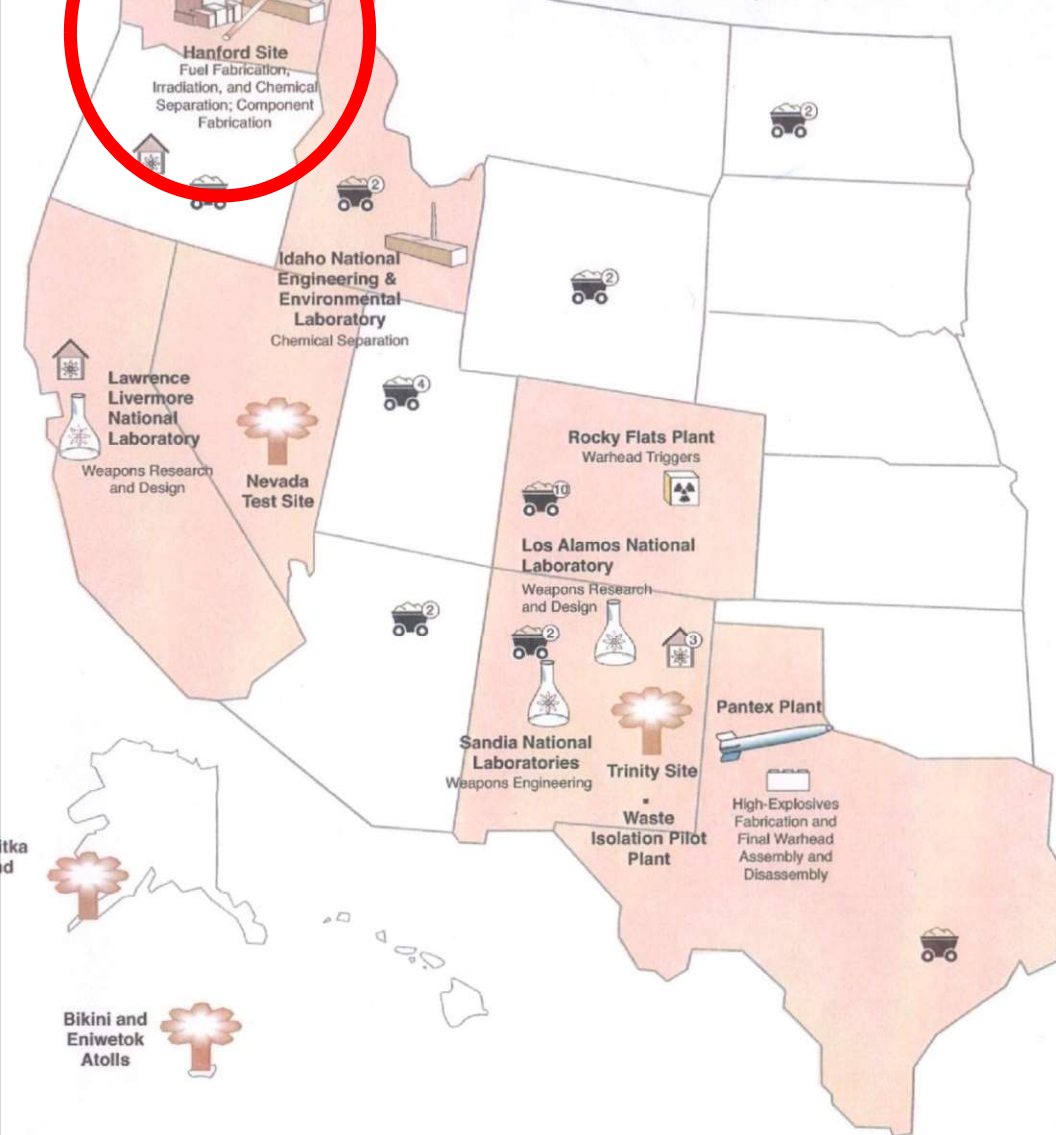 Hanford Site
Fuel Fabrication,
Irradiation, and Chemical
Separation; Component
Fabrication
2
2
Idaho National
Engineering &
Environmental
Laboratory
Chemical Separation
2
4
Lawrence
Livermore
National
Laboratory
Weapons Research
and Design
Nevada
Test Site
Rocky Flats Plant
Warhead Triggers
10
Los Alamos National
Laboratory
Weapons Research
and Design
2
2
3
Sandia National
Laboratories
Weapons Engineering
Trinity Site
Waste
Isolation Pilot
Plant
Pantex Plant
High-Explosives
Fabrication and
Final Warhead
Assembly and
Disassembly
Bikini and
Eniwetok
Atolls